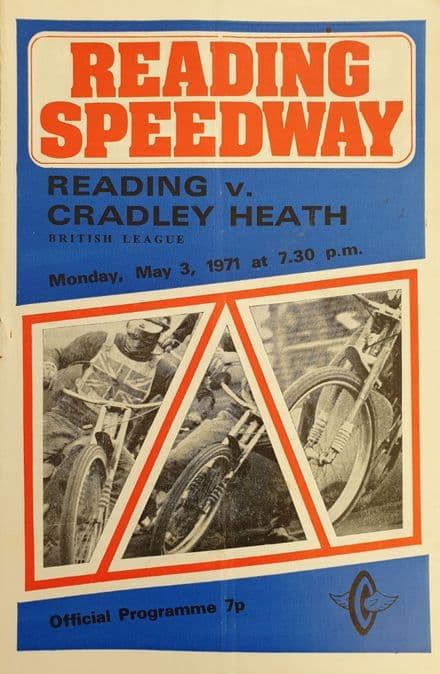 READING
SPEEDWAY
READING v.
CRADLEY HEATH
BRITISH LEAGUE
Monday, May 3, 1971 at 7.30 p.m.
Official Programme 7p